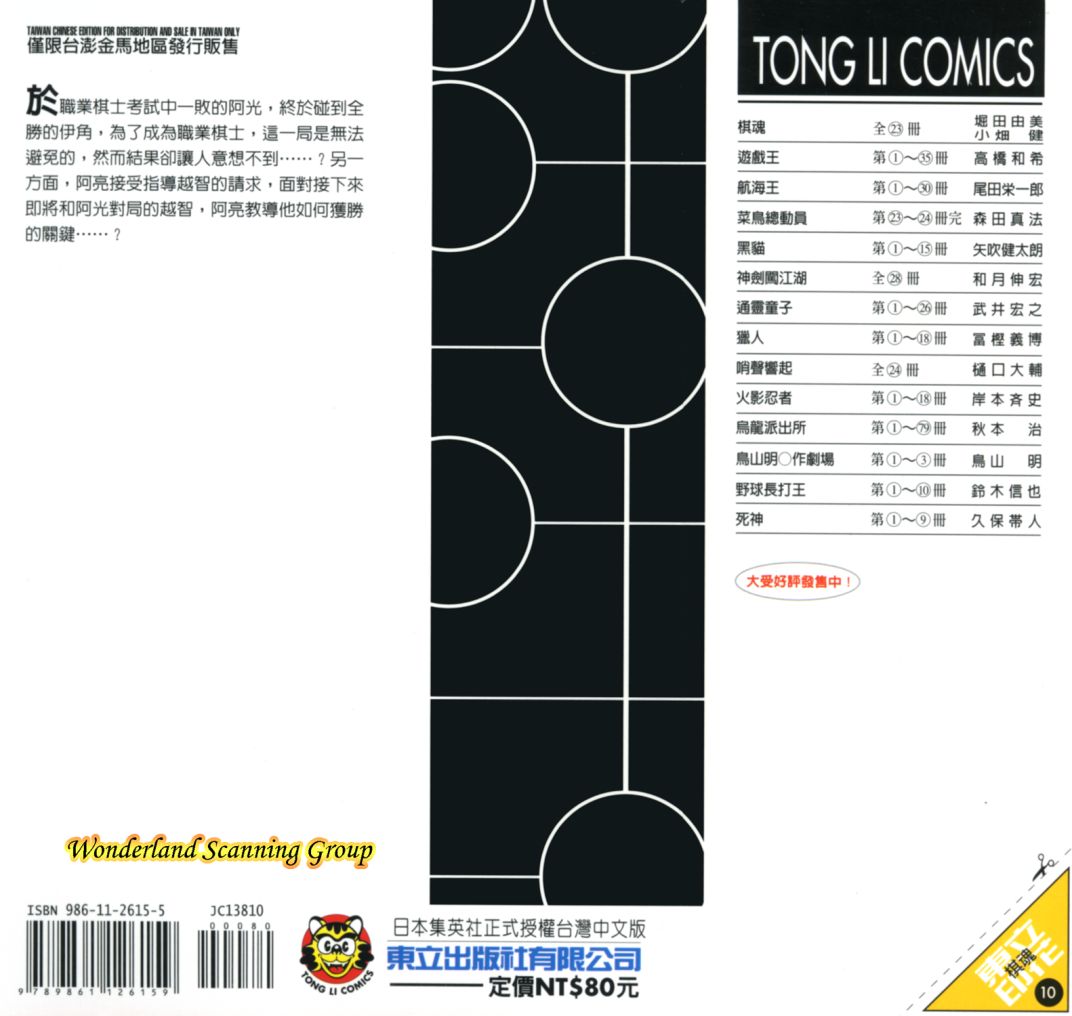 TAIWAN CHINESE EDITION FOR DISTRIBUTION AND SALE IN TAIWAN ONLY
僅限台澎金馬地區發行販售
於職業棋士考試中一敗的阿光，終於碰到全
勝的伊角，為了成為職業棋士，這一局是無法
避免的，然而結果卻讓人意想不到……？另一
方面，阿亮接受指導越智的請求，面對接下來
即將和阿光對局的越智，阿亮教導他如何獲勝
的關鍵……？
TONG LI COMICS
棋魂 全㉓冊 堀田由美 小畑健
遊戲王 第①～㉟冊 高橋和希
航海王 第①～㉚冊 尾田栄一郎
菜鳥總動員 第㉓～㉔冊完 森田真法
黑貓 第①～⑮冊 矢吹健太朗
神劍闖江湖 全㉘冊 和月伸宏
通靈童子 第①～㉖冊 武井宏之
獵人 第①～⑱冊 冨樫義博
哨聲響起 全㉔冊 樋口大輔
火影忍者 第①～⑱冊 岸本斉史
烏龍派出所 第①～79冊 秋本治
鳥山明○作劇場 第①～③冊 鳥山明
野球長打王 第①～⑩冊 鈴木信也
死神 第①～⑨冊 久保帯人
大受好評發售中！
Wonderland Scanning Group
ISBN 986-11-2615-5
JC13810
00080
9789861126159
TONG LI COMICS
日本集英社正式授權台灣中文版
東立出版社有限公司
定價NT$80元
東立
印花
棋魂
10